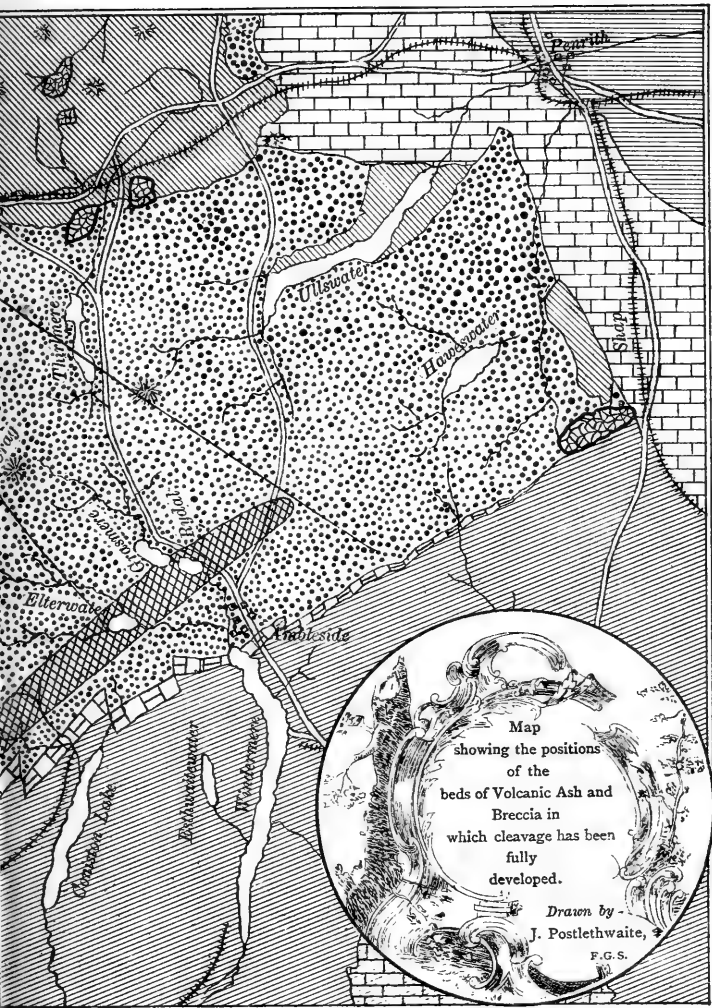 Penrith
Ullswater
Thirlmere
Haweswater
Shap
Grasmere
Rydal
Elterwater
Ambleside
Esthwaitewater
Windermere
Coniston Lake
Map
showing the positions
of the
beds of Volcanic Ash and
Breccia in
which cleavage has been
fully
developed.
Drawn by -
J. Postlethwaite,
F.G.S.